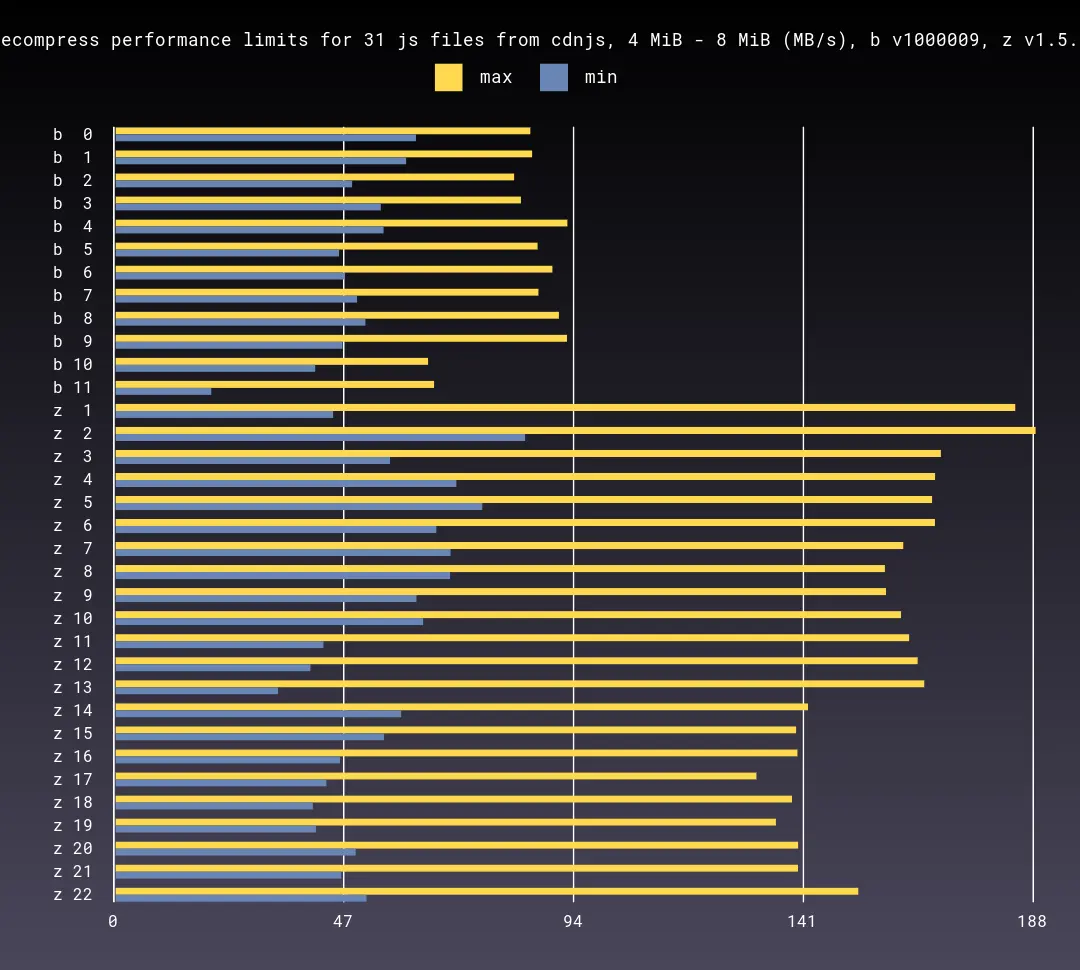 ecompress performance limits for 31 js files from cdnjs, 4 MiB - 8 MiB (MB/s), b v1000009, z v1.5.
max min
b 0
b 1
b 2
b 3
b 4
b 5
b 6
b 7
b 8
b 9
b 10
b 11
z 1
z 2
z 3
z 4
z 5
z 6
z 7
z 8
z 9
z 10
z 11
z 12
z 13
z 14
z 15
z 16
z 17
z 18
z 19
z 20
z 21
z 22
0 47 94 141 188